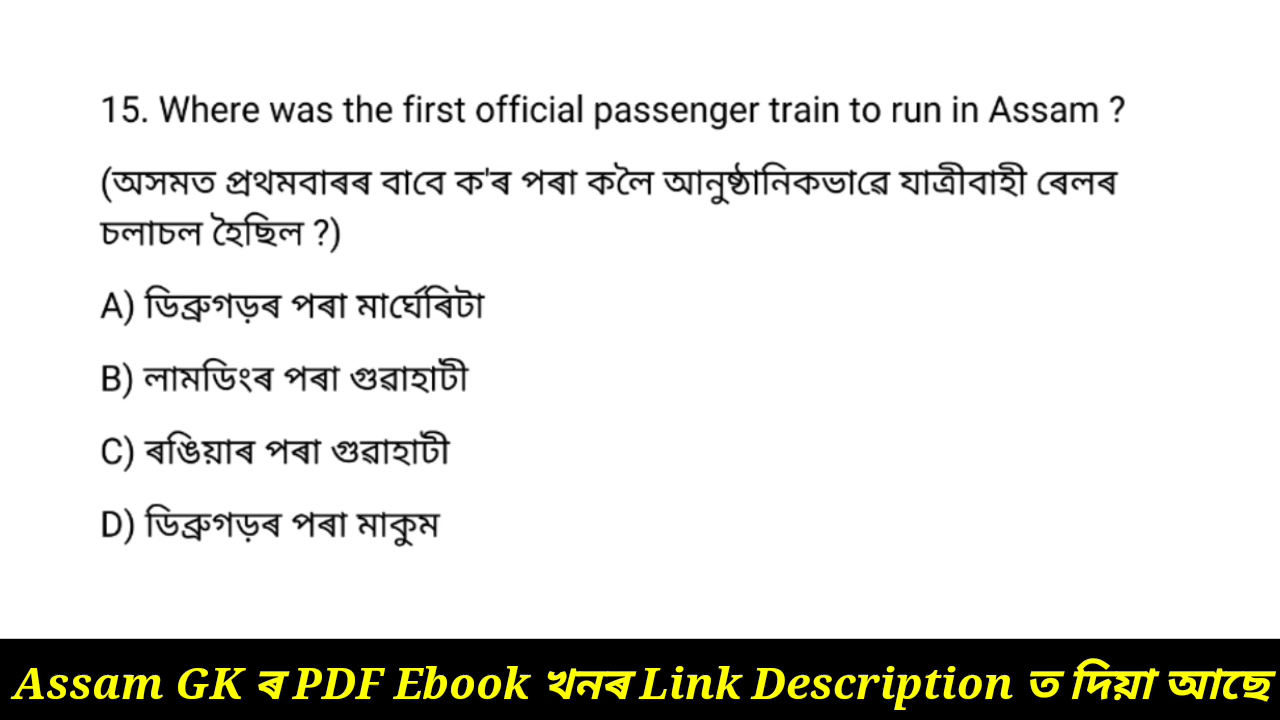 15. Where was the first official passenger train to run in Assam ?
(অসমত প্ৰথমবাৰৰ বাবে ক'ৰ পৰা কলৈ আনুষ্ঠানিকভাৱে যাত্ৰীবাহী ৰেলৰ
চলাচল হৈছিল ?)
A) ডিব্ৰুগড়ৰ পৰা মাৰ্ঘেৰিটা
B) লামডিংৰ পৰা গুৱাহাটী
C) ৰঙিয়াৰ পৰা গুৱাহাটী
D) ডিব্ৰুগড়ৰ পৰা মাকুম
Assam GK ৰ PDF Ebook খনৰ Link Description ত দিয়া আছে